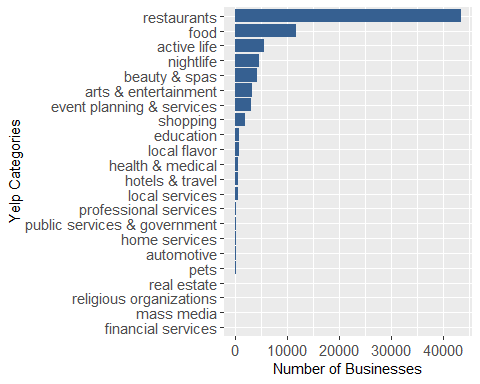 restaurants
food
active life
nightlife
beauty & spas
arts & entertainment
event planning & services
shopping
education
local flavor
health & medical
hotels & travel
local services
professional services
public services & government
home services
automotive
pets
real estate
religious organizations
mass media
financial services
Yelp Categories
0 10000 20000 30000 40000
Number of Businesses